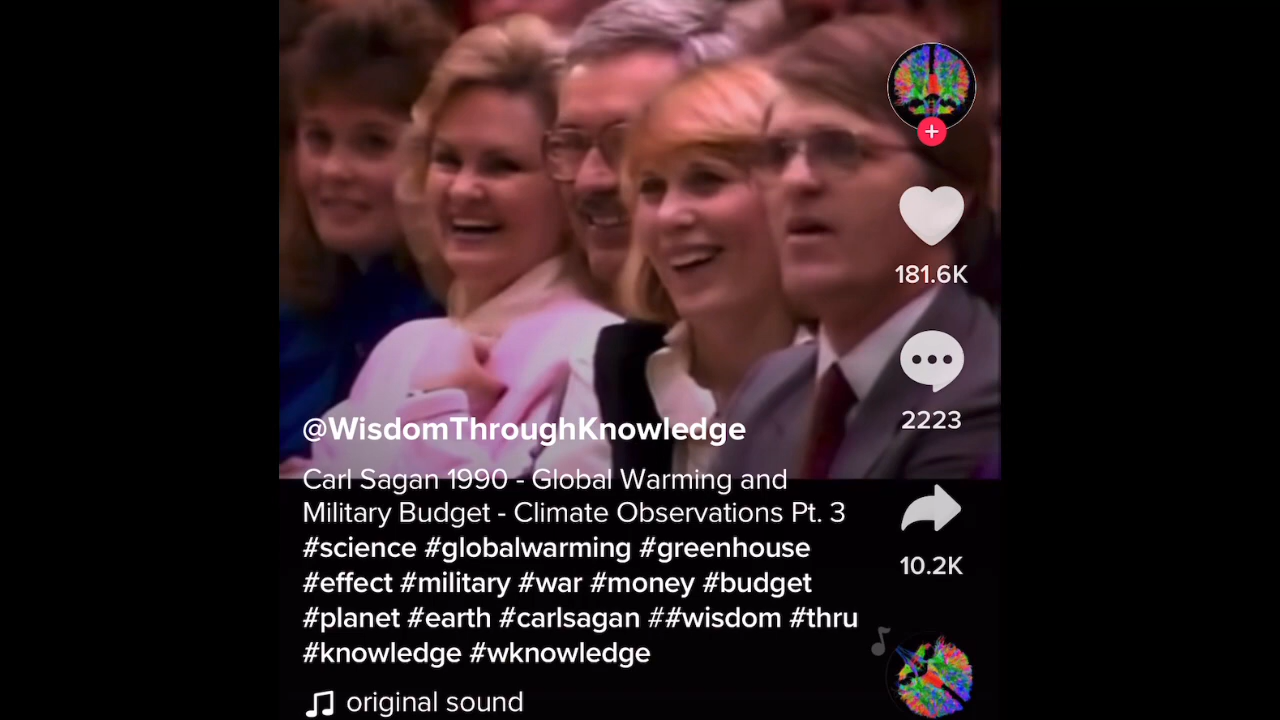 181.6K
2223
@WisdomThroughKnowledge
Carl Sagan 1990 - Global Warming and
Military Budget - Climate Observations Pt. 3
#science #globalwarming #greenhouse
#effect #military #war #money #budget
#planet #earth #carlsagan ##wisdom #thru
#knowledge #wknowledge
10.2K
original sound